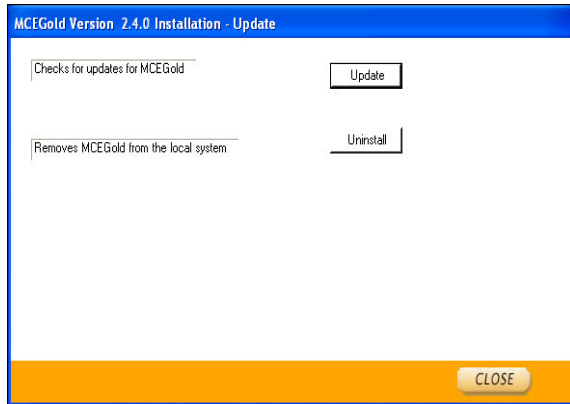 MCEGold Version 2.4.0 Installation - Update
Checks for updates for MCEGold
Update
Removes MCEGold from the local system
Uninstall
CLOSE